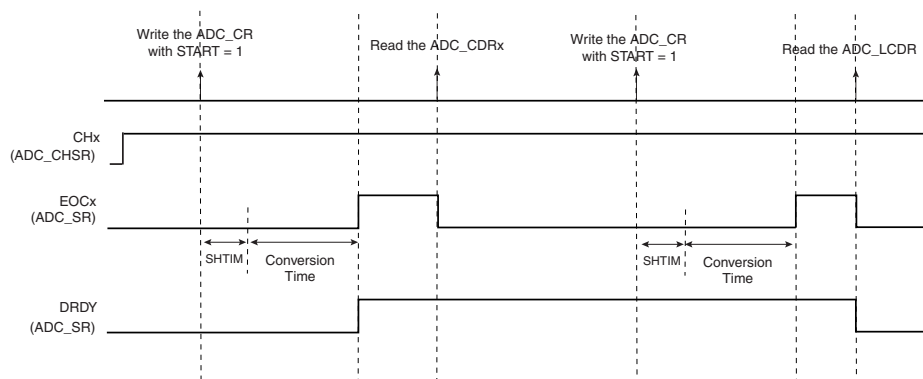 Write the ADC_CR
with START = 1
Read the ADC_CDRx
Write the ADC_CR
with START = 1
Read the ADC_LCDR
CHx
(ADC_CHSR)
EOCx
(ADC_SR)
SHTIM
Conversion
Time
SHTIM
Conversion
Time
DRDY
(ADC_SR)